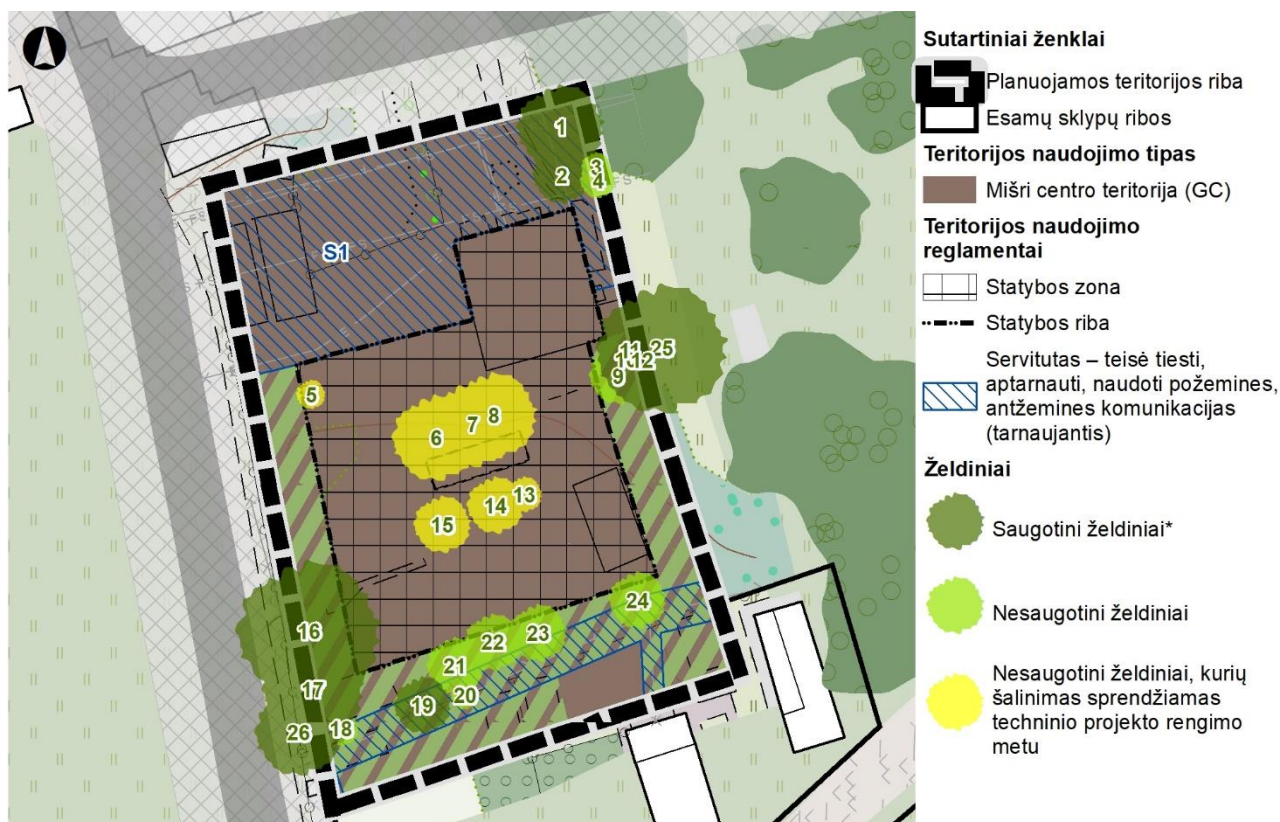 Sutartiniai ženklai
Planuojamos teritorijos riba
Esamų sklypų ribos
Teritorijos naudojimo tipas
Mišri centro teritorija (GC)
Teritorijos naudojimo
reglamentai
Statybos zona
Statybos riba
Servitutas – teisė tiesti,
aptarnauti, naudoti požemines,
antžemines komunikacijas
(tarnaujantis)
Želdiniai
Saugotini želdiniai*
Nesaugotini želdiniai
Nesaugotini želdiniai, kurių
šalinimas sprendžiamas
techninio projekto rengimo
metu
1
2
3
4
S1
5
6
7
8
9
11
12
25
13
14
15
16
17
18
19
20
21
22
23
24
26